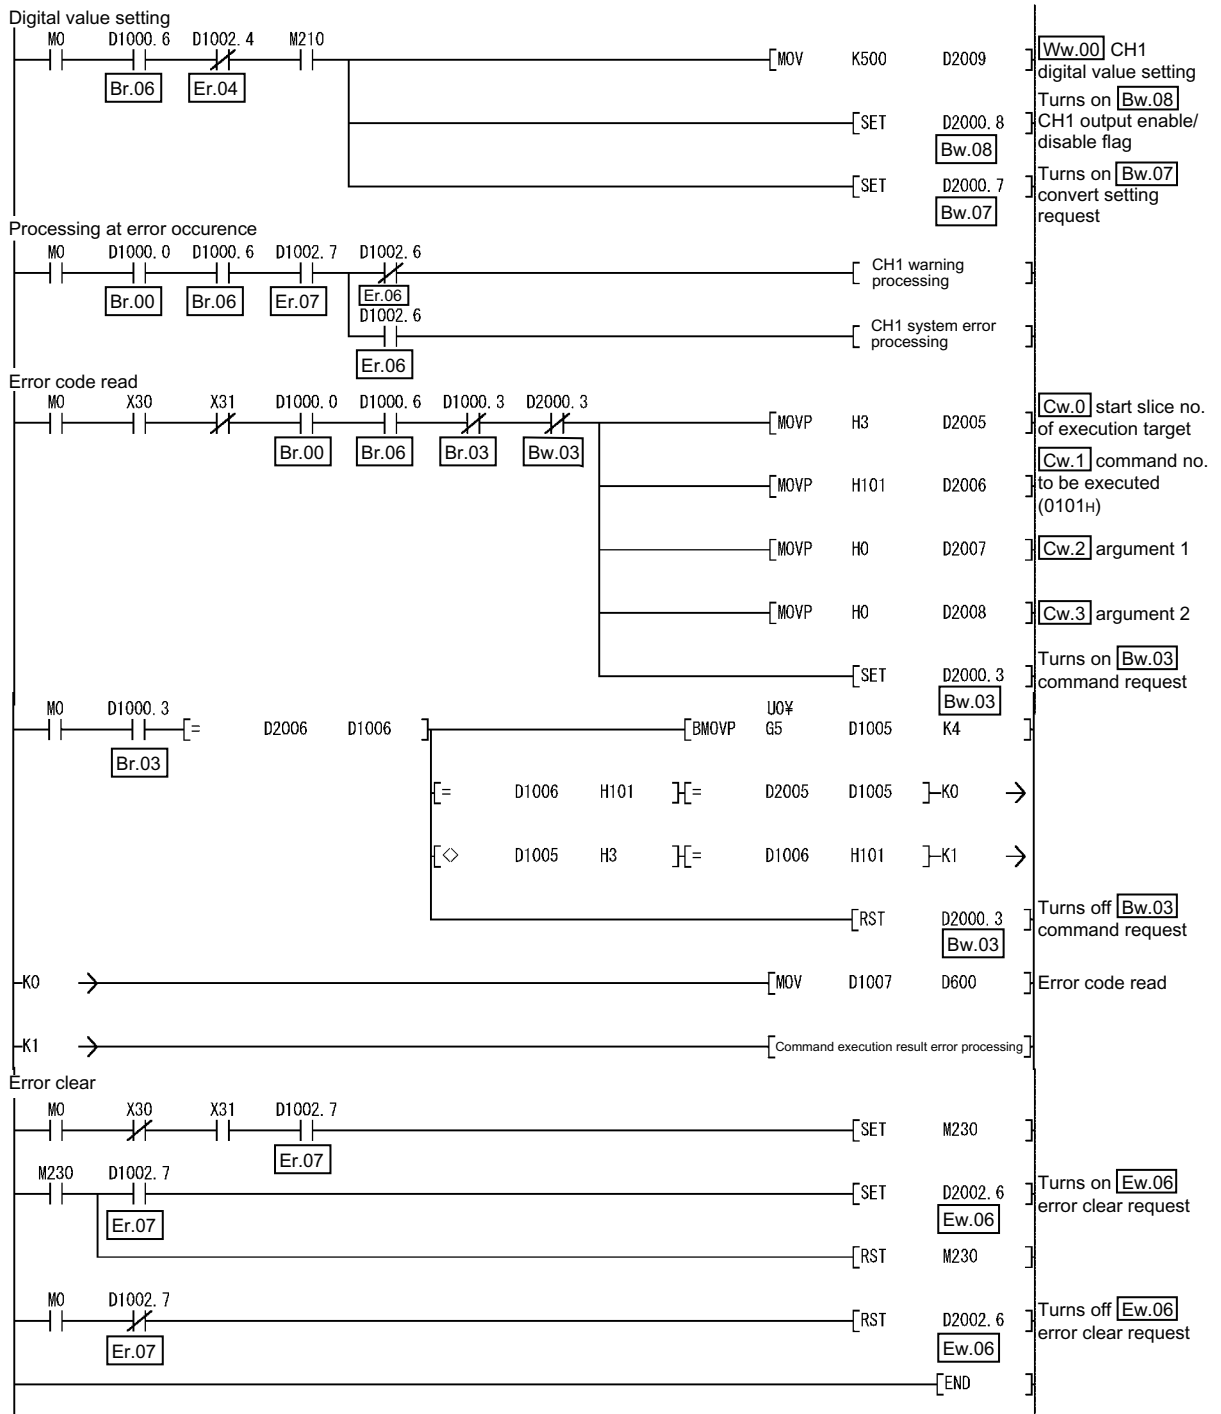 Digital value setting
M0 D1000. 6 D1002. 4 M210
MOV K500 D2009
Ww.00 CH1
digital value setting
Br.06 Er.04
Turns on Bw.08
SET D2000. 8
CH1 output enable/
disable flag
Bw.08
SET D2000. 7
Turns on Bw.07
convert setting
request
Bw.07
Processing at error occurence
M0 D1000. 0 D1000. 6 D1002. 7 D1002. 6
CH1 warning
processing
Br.00 Br.06 Er.07 Er.06
D1002. 6
CH1 system error
processing
Er.06
Error code read
M0 X30 X31 D1000. 0 D1000. 6 D1000. 3 D2000. 3
MOVP H3 D2005
Cw.0 start slice no.
of execution target
Br.00 Br.06 Br.03 Bw.03
MOVP H101 D2006
Cw.1 command no.
to be executed
(0101H)
MOVP H0 D2007
Cw.2 argument 1
MOVP H0 D2008
Cw.3 argument 2
SET D2000. 3
Turns on Bw.03
command request
Bw.03
M0 D1000. 3
= D2006 D1006
U0¥
BMOVP G5 D1005 K4
Br.03
= D1006 H101 = D2005 D1005 K0
<> D1005 H3 = D1006 H101 K1
RST D2000. 3
Turns off Bw.03
command request
Bw.03
K0 MOV D1007 D600
Error code read
K1 Command execution result error processing
Error clear
M0 X30 X31 D1002. 7
SET M230
Er.07
M230 D1002. 7
SET D2002. 6
Turns on Ew.06
error clear request
Er.07 Ew.06
RST M230
M0 D1002. 7
RST D2002. 6
Turns off Ew.06
error clear request
Er.07 Ew.06
END